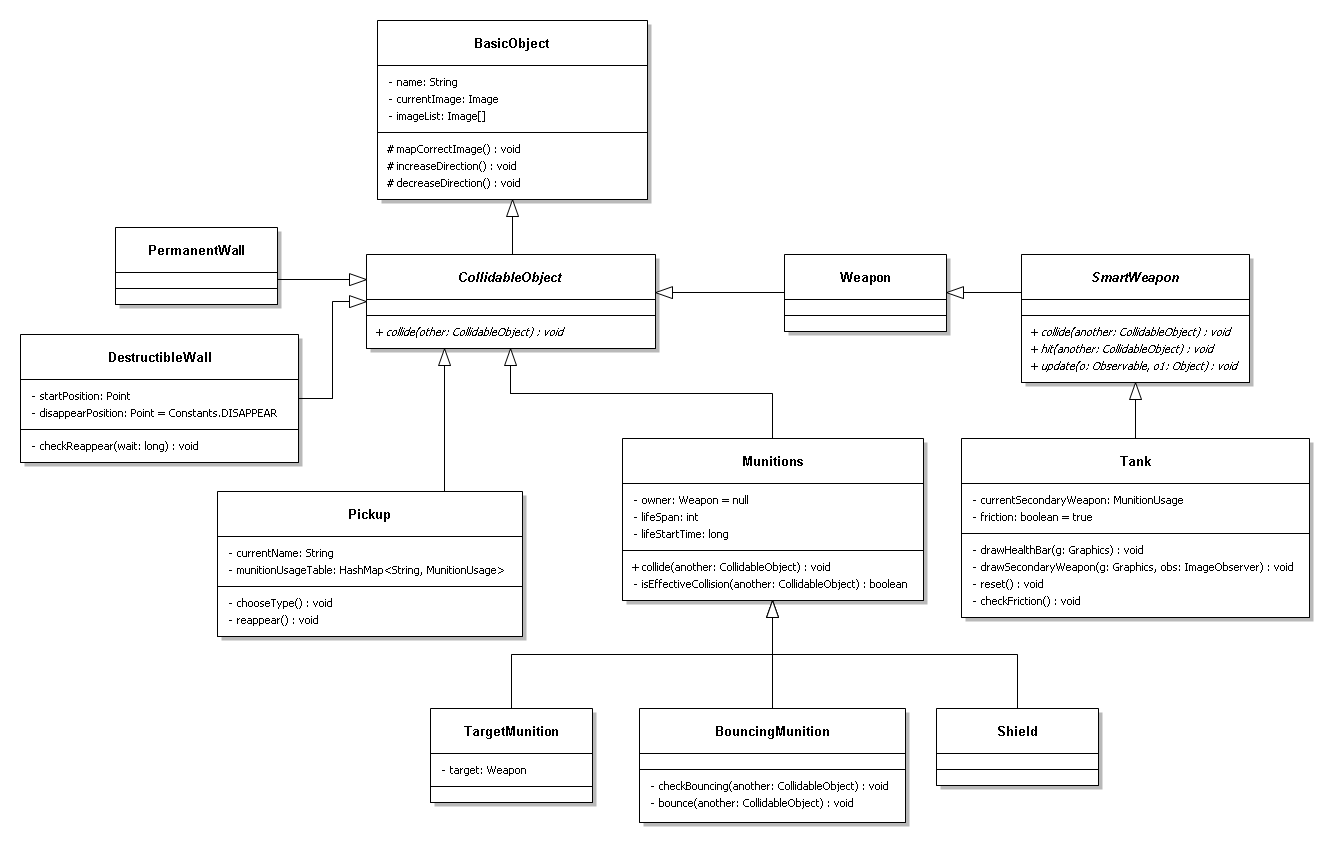 BasicObject
- name: String
- currentImage: Image
- imageList: Image[]
# mapCorrectImage() : void
# increaseDirection() : void
# decreaseDirection() : void
PermanentWall
CollidableObject
+ collide(other: CollidableObject) : void
Weapon
SmartWeapon
+ collide(another: CollidableObject) : void
+ hit(another: CollidableObject) : void
+ update(o: Observable, o1: Object) : void
DestructibleWall
- startPosition: Point
- disappearPosition: Point = Constants.DISAPPEAR
- checkReappear(wait: long) : void
Pickup
- currentName: String
- munitionUsageTable: HashMap<String, MunitionUsage>
- chooseType() : void
- reappear() : void
Munitions
- owner: Weapon = null
- lifeSpan: int
- lifeStartTime: long
+ collide(another: CollidableObject) : void
- isEffectiveCollision(another: CollidableObject) : boolean
Tank
- currentSecondaryWeapon: MunitionUsage
- friction: boolean = true
- drawHealthBar(g: Graphics) : void
- drawSecondaryWeapon(g: Graphics, obs: ImageObserver) : void
- reset() : void
- checkFriction() : void
TargetMunition
- target: Weapon
BouncingMunition
- checkBouncing(another: CollidableObject) : void
- bounce(another: CollidableObject) : void
Shield